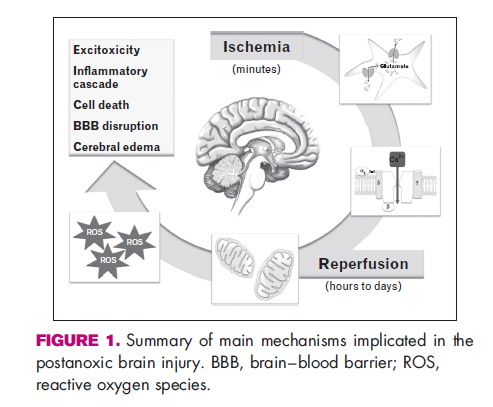 Excitoxicity
Inflammatory
cascade
Cell death
BBB disruption
Cerebral edema
Ischemia
(minutes)
Glutamate
Ca
δ
γ
β
Reperfusion
(hours to days)
ROS
ROS
ROS
FIGURE 1. Summary of main mechanisms implicated in the
postanoxic brain injury. BBB, brain–blood barrier; ROS,
reactive oxygen species.